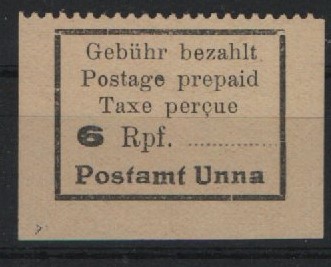 Gebühr bezahlt
Postage prepaid
Taxe perçue
6 Rpf. ................
Postamt Unna